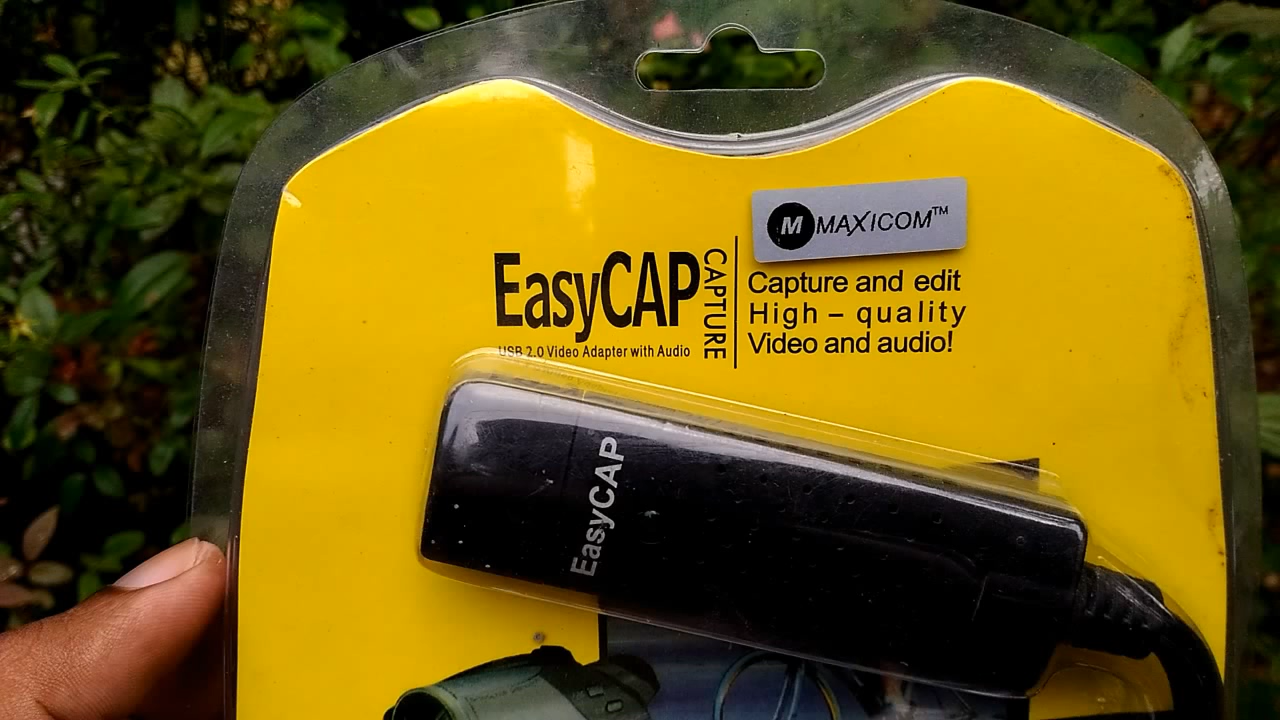 M MAXICOM™
EasyCAP
CAPTURE
USB 2.0 Video Adapter with Audio
Capture and edit
High – quality
Video and audio!
EasyCAP